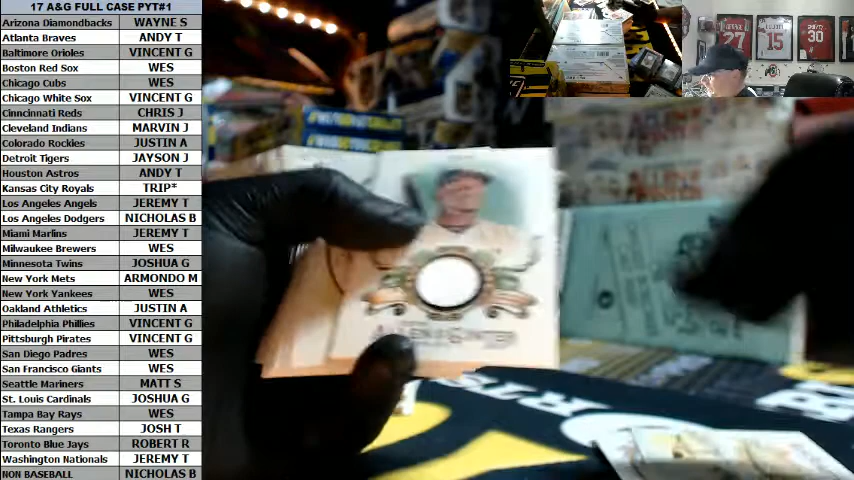 17 A&G FULL CASE PYT#1
Arizona Diamondbacks WAYNE S
Atlanta Braves ANDY T
Baltimore Orioles VINCENT G
Boston Red Sox WES
Chicago Cubs WES
Chicago White Sox VINCENT G
Cinncinati Reds CHRIS J
Cleveland Indians MARVIN J
Colorado Rockies JUSTIN A
Detroit Tigers JAYSON J
Houston Astros ANDY T
Kansas City Royals TRIP*
Los Angeles Angels JEREMY T
Los Angeles Dodgers NICHOLAS B
Miami Marlins JEREMY T
Milwaukee Brewers WES
Minnesota Twins JOSHUA G
New York Mets ARMONDO M
New York Yankees WES
Oakland Athletics JUSTIN A
Philadelphia Phillies VINCENT G
Pittsburgh Pirates VINCENT G
San Diego Padres WES
San Francisco Giants WES
Seattle Mariners MATT S
St. Louis Cardinals JOSHUA G
Tampa Bay Rays WES
Texas Rangers JOSH T
Toronto Blue Jays ROBERT R
Washington Nationals JEREMY T
NON BASEBALL NICHOLAS B
27
15
30